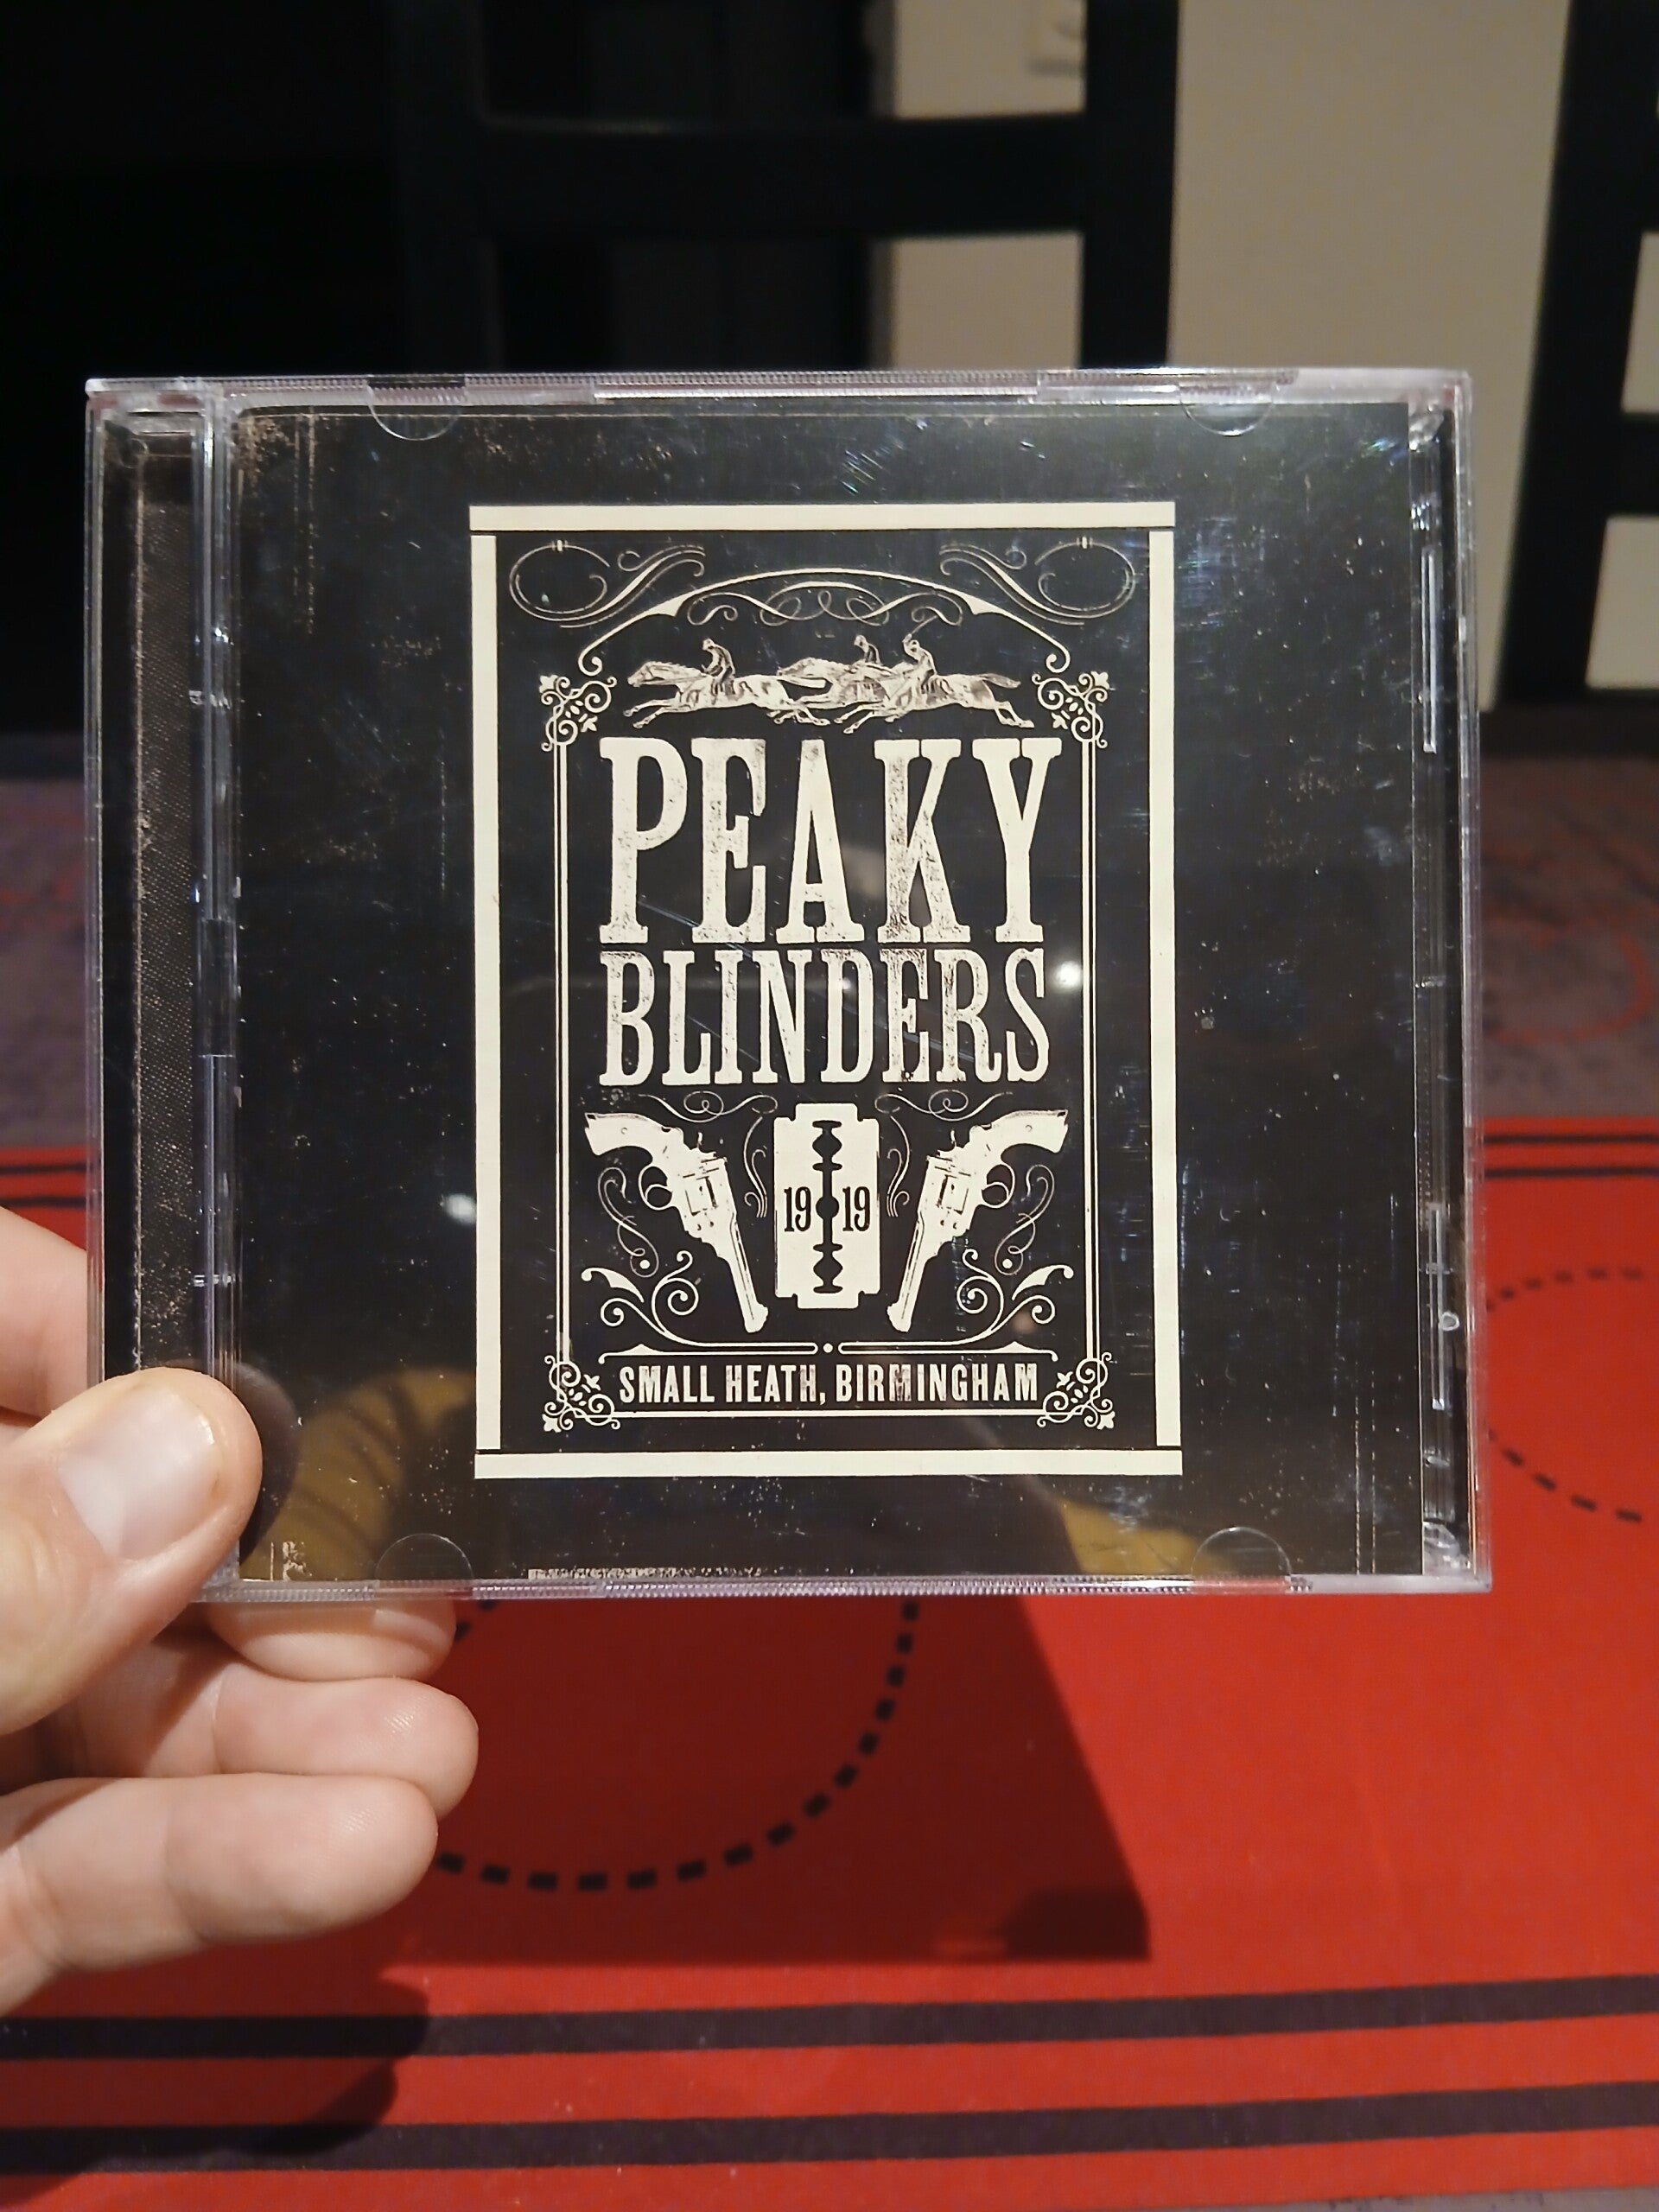 PEAKY
BLINDERS
19 19
SMALL HEATH, BIRMINGHAM